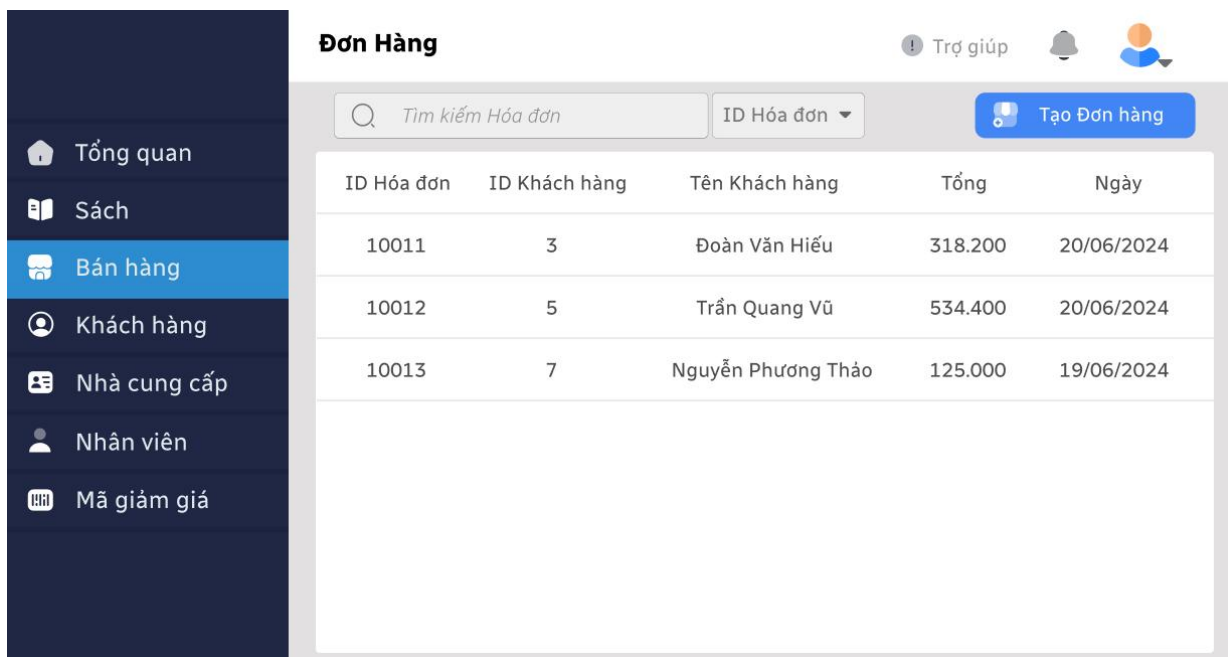 Đơn Hàng
Trợ giúp
Tìm kiếm Hóa đơn
ID Hóa đơn
Tạo Đơn hàng
Tổng quan
Sách
Bán hàng
Khách hàng
Nhà cung cấp
Nhân viên
Mã giảm giá
ID Hóa đơn ID Khách hàng Tên Khách hàng Tổng Ngày
10011 3 Đoàn Văn Hiếu 318.200 20/06/2024
10012 5 Trần Quang Vũ 534.400 20/06/2024
10013 7 Nguyễn Phương Thảo 125.000 19/06/2024